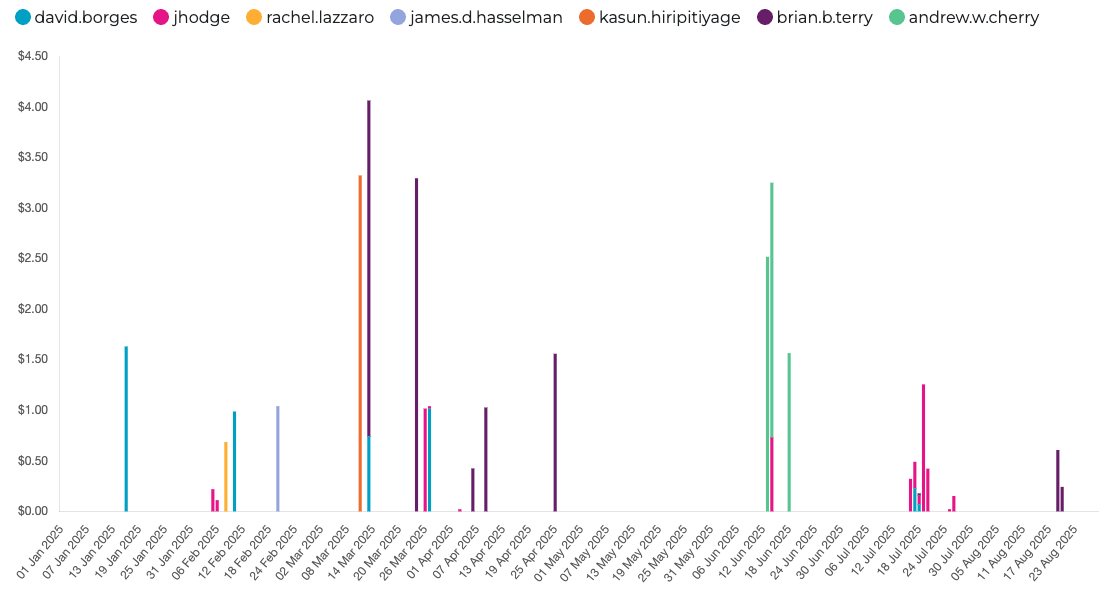 david.borges jhodge rachel.lazzaro james.d.hasselman kasun.hiripitiyage brian.b.terry andrew.w.cherry
$4.50
$4.00
$3.50
$3.00
$2.50
$2.00
$1.50
$1.00
$0.50
$0.00
01 Jan 2025
07 Jan 2025
13 Jan 2025
19 Jan 2025
25 Jan 2025
31 Jan 2025
06 Feb 2025
12 Feb 2025
18 Feb 2025
24 Feb 2025
02 Mar 2025
08 Mar 2025
14 Mar 2025
20 Mar 2025
26 Mar 2025
01 Apr 2025
07 Apr 2025
13 Apr 2025
19 Apr 2025
25 Apr 2025
01 May 2025
07 May 2025
13 May 2025
19 May 2025
25 May 2025
31 May 2025
06 Jun 2025
12 Jun 2025
18 Jun 2025
24 Jun 2025
30 Jun 2025
06 Jul 2025
12 Jul 2025
18 Jul 2025
24 Jul 2025
30 Jul 2025
05 Aug 2025
11 Aug 2025
17 Aug 2025
23 Aug 2025